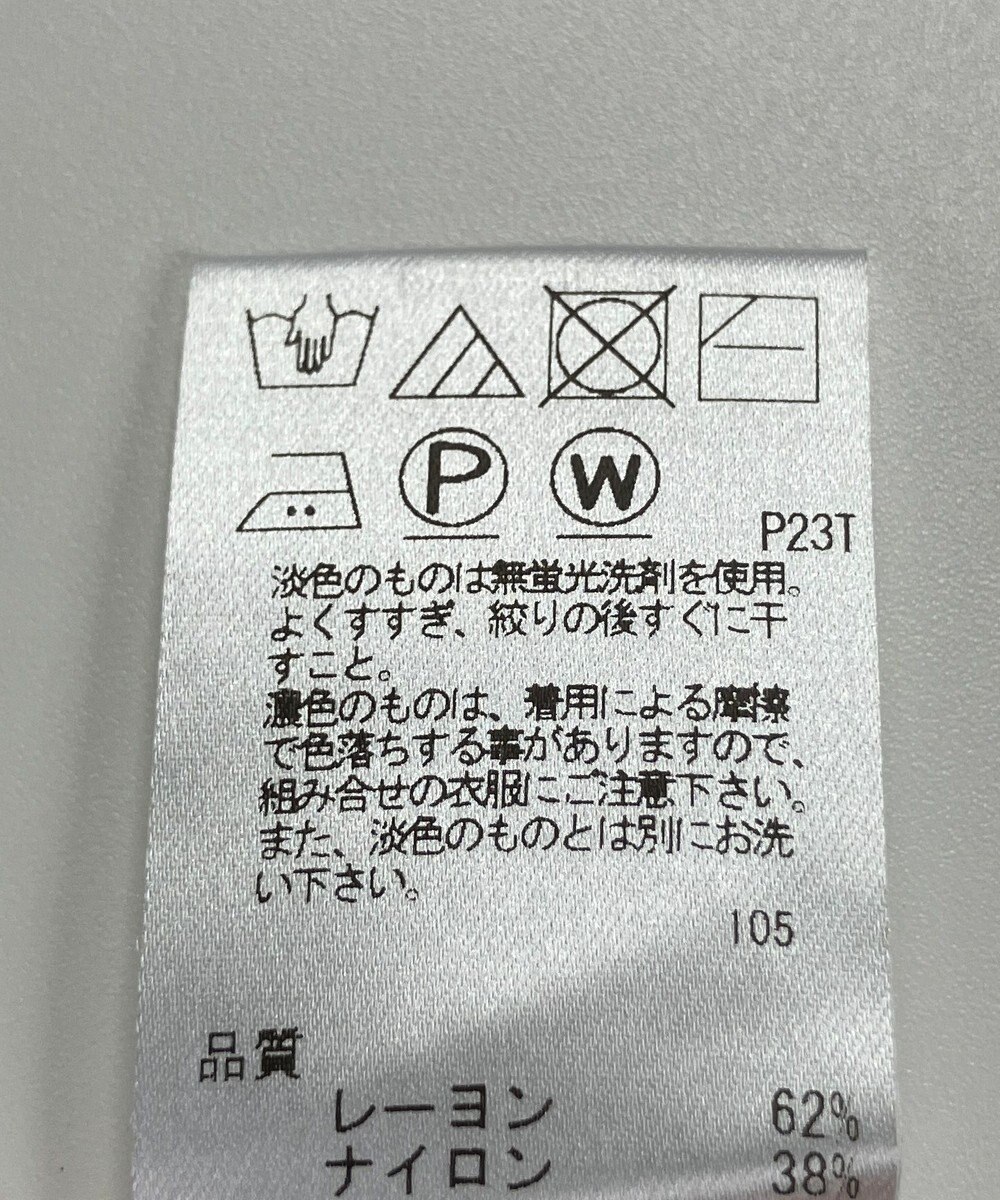 P W
P23T
淡色のものは無蛍光洗剤を使用。
よくすすぎ、絞りの後すぐに干
すこと。
濃色のものは、着用による摩擦
で色落ちする事がありますので、
組み合せの衣服にご注意下さい。
また、淡色のものとは別にお洗
い下さい。
105
品質
レーヨン 62%
ナイロン 38%